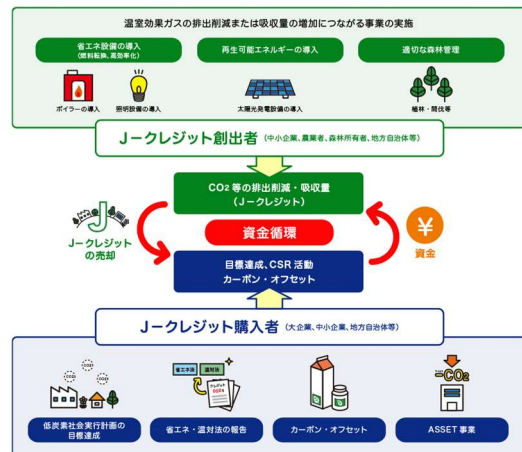 温室効果ガスの排出削減または吸収量の増加につながる事業の実施
省エネ設備の導入
(燃料転換、高効率化)
再生可能エネルギーの導入
適切な森林管理
ボイラーの導入
照明設備の導入
太陽光発電設備の導入
植林・間伐等
J－クレジット創出者 (中小企業、農業者、森林所有者、地方自治体等)
CO2 等の排出削減・吸収量
(J－クレジット)
J
J－クレジット
の売却
資金循環
¥
資金
目標達成、CSR 活動
カーボン・オフセット
J－クレジット購入者 (大企業、中小企業、地方自治体等)
CO2
CO2
CO2
省エネ法
温対法
クレジット
－CO2
低炭素社会実行計画の
目標達成
省エネ・温対法の報告
カーボン・オフセット
ASSET 事業